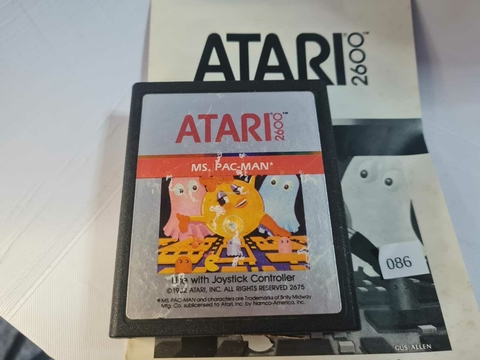 ATARI 2600™
ATARI 2600™
MS. PAC-MAN*
Use with Joystick Controller
©1982 ATARI, INC. ALL RIGHTS RESERVED 2675
*MS. PAC-MAN and characters are Trademarks of Bally Midway
Mfg. Co. sublicensed to Atari, Inc. by Namco-America, Inc.
086
GUS ALLEN